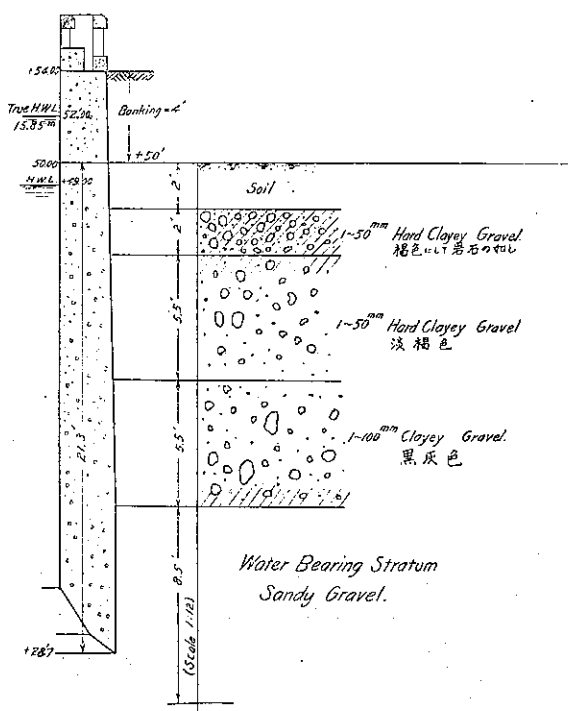 +54.00
True H.W.L.
15.85 m
52.00
Banking = 4'
+50'
50.00
H.W.L.
+49.00
2'
Soil
2'
1~50mm Hard Clayey Gravel.
褐色にして岩石の如し
5.5'
1~50mm Hard Clayey Gravel
淡褐色
5.5'
1~100mm Clayey Gravel.
黒灰色
21.3'
8.5'
Water Bearing Stratum
Sandy Gravel.
(Scale 1:12)
+28.7